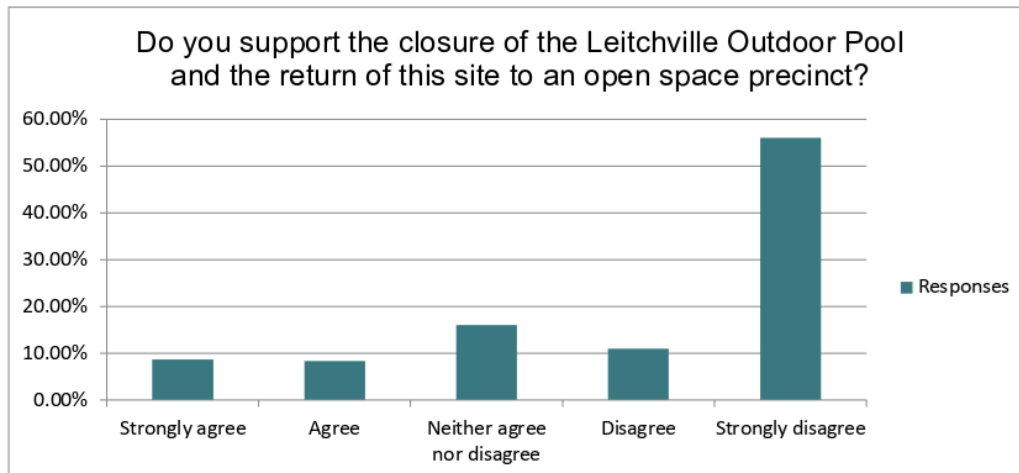 Do you support the closure of the Leitchville Outdoor Pool
and the return of this site to an open space precinct?
60.00%
50.00%
40.00%
30.00%
20.00%
10.00%
0.00%
Strongly agree
Agree
Neither agree
nor disagree
Disagree
Strongly disagree
Responses